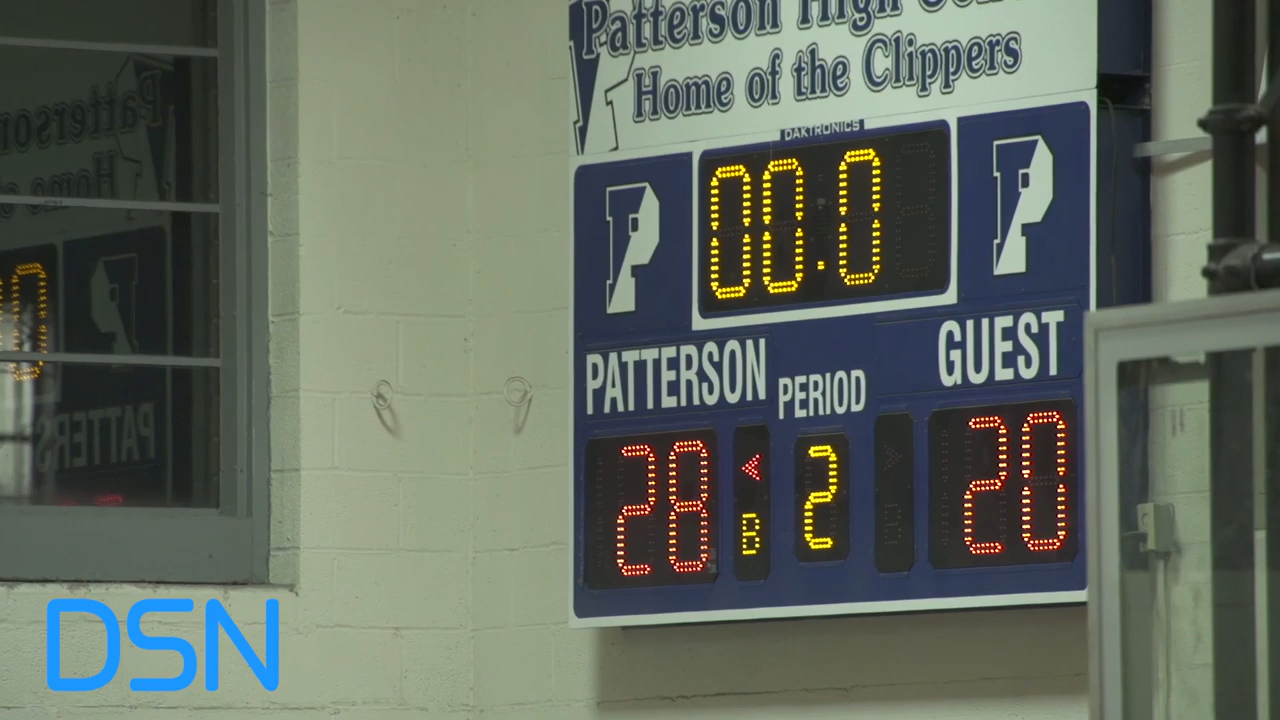 Patterson High
Home of the Clippers
DAKTRONICS
P
00.0
P
PATTERSON
PERIOD
GUEST
28
B
2
20
DSN